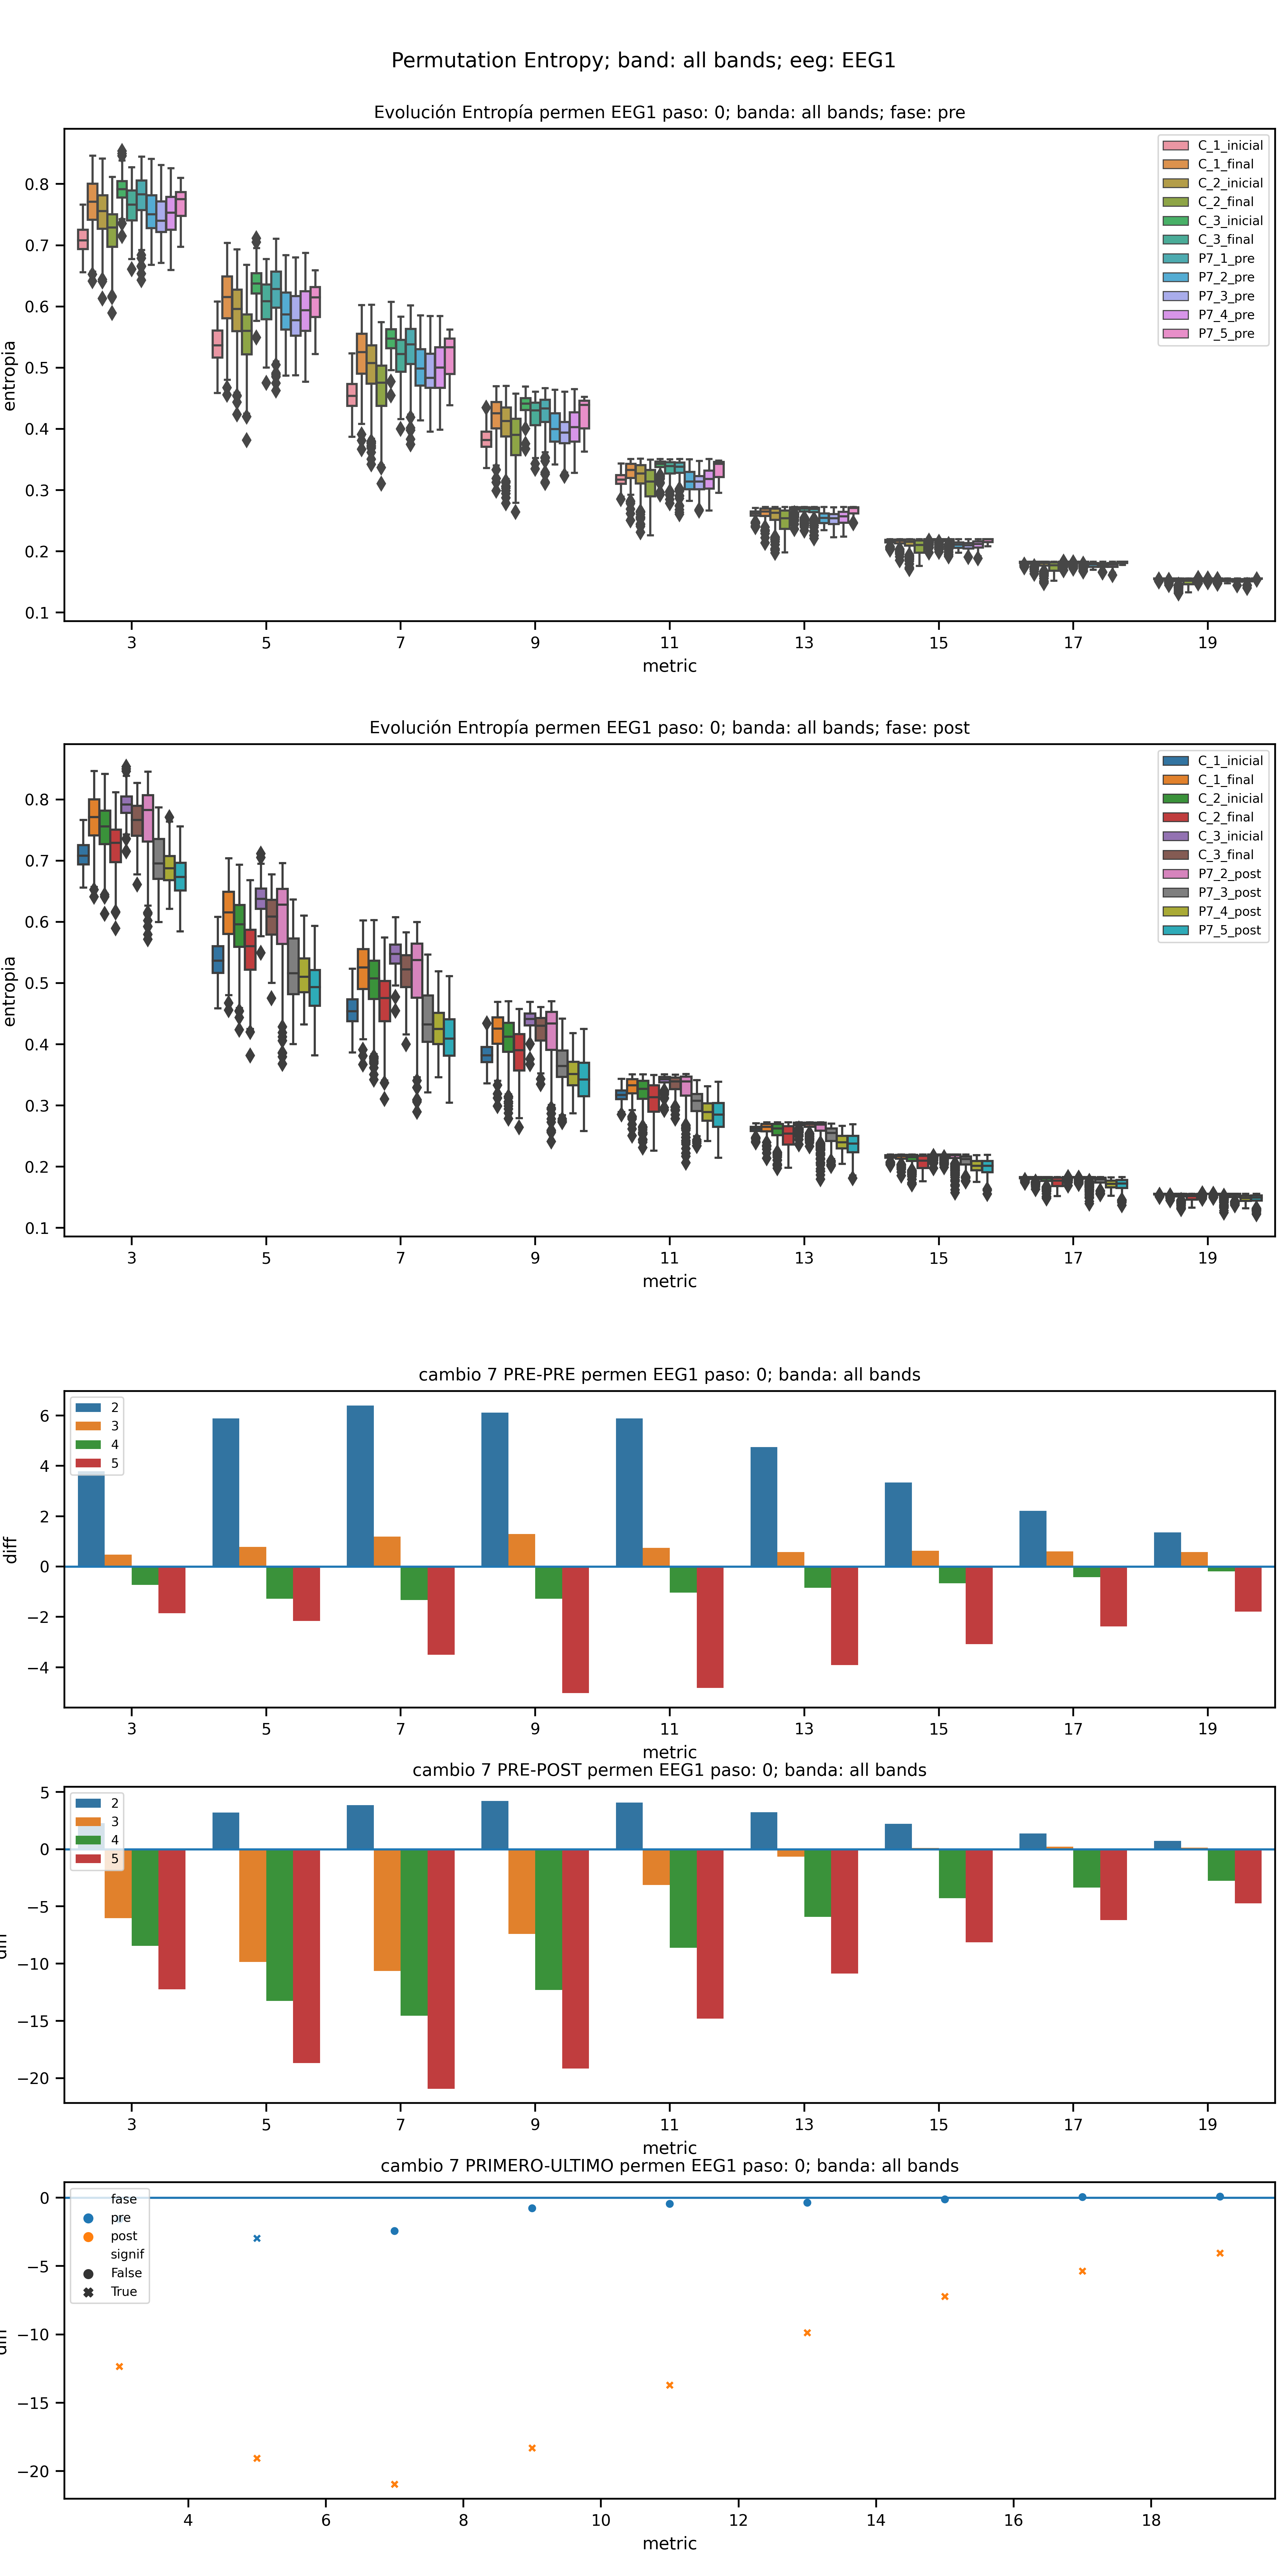 Permutation Entropy; band: all bands; eeg: EEG1
Evolución Entropía permen EEG1 paso: 0; banda: all bands; fase: pre
entropia
0.8
0.7
0.6
0.5
0.4
0.3
0.2
0.1
C_1_inicial
C_1_final
C_2_inicial
C_2_final
C_3_inicial
C_3_final
P7_1_pre
P7_2_pre
P7_3_pre
P7_4_pre
P7_5_pre
3 5 7 9 11 13 15 17 19
metric
Evolución Entropía permen EEG1 paso: 0; banda: all bands; fase: post
entropia
0.8
0.7
0.6
0.5
0.4
0.3
0.2
0.1
C_1_inicial
C_1_final
C_2_inicial
C_2_final
C_3_inicial
C_3_final
P7_2_post
P7_3_post
P7_4_post
P7_5_post
3 5 7 9 11 13 15 17 19
metric
cambio 7 PRE-PRE permen EEG1 paso: 0; banda: all bands
diff
6
4
2
0
−2
−4
2
3
4
5
3 5 7 9 11 13 15 17 19
metric
cambio 7 PRE-POST permen EEG1 paso: 0; banda: all bands
diff
5
0
−5
−10
−15
−20
2
3
4
5
3 5 7 9 11 13 15 17 19
metric
cambio 7 PRIMERO-ULTIMO permen EEG1 paso: 0; banda: all bands
diff
0
−5
−10
−15
−20
fase
pre
post
signif
False
True
4 6 8 10 12 14 16 18
metric